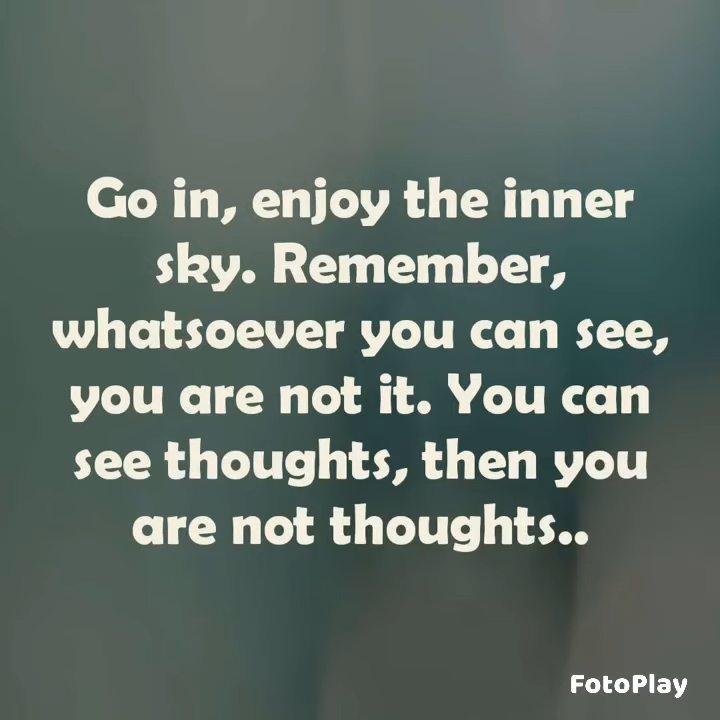 Go in, enjoy the inner
sky. Remember,
whatsoever you can see,
you are not it. You can
see thoughts, then you
are not thoughts..
FotoPlay